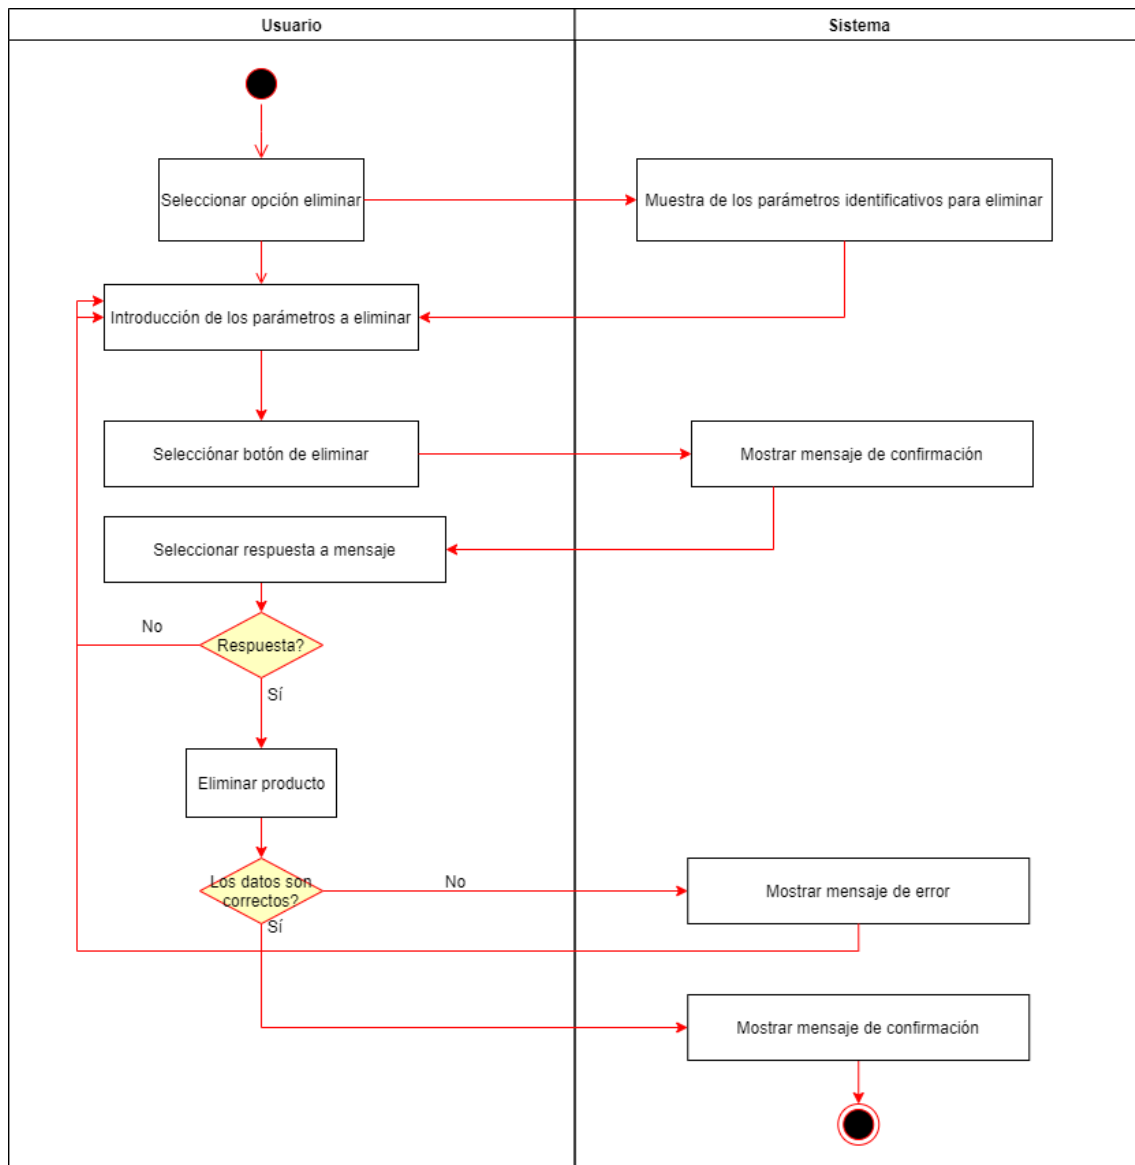 Usuario
Sistema
Seleccionar opción eliminar
Muestra de los parámetros identificativos para eliminar
Introducción de los parámetros a eliminar
Selecciónar botón de eliminar
Mostrar mensaje de confirmación
Seleccionar respuesta a mensaje
No
Respuesta?
Sí
Eliminar producto
Los datos son
correctos?
No
Mostrar mensaje de error
Sí
Mostrar mensaje de confirmación